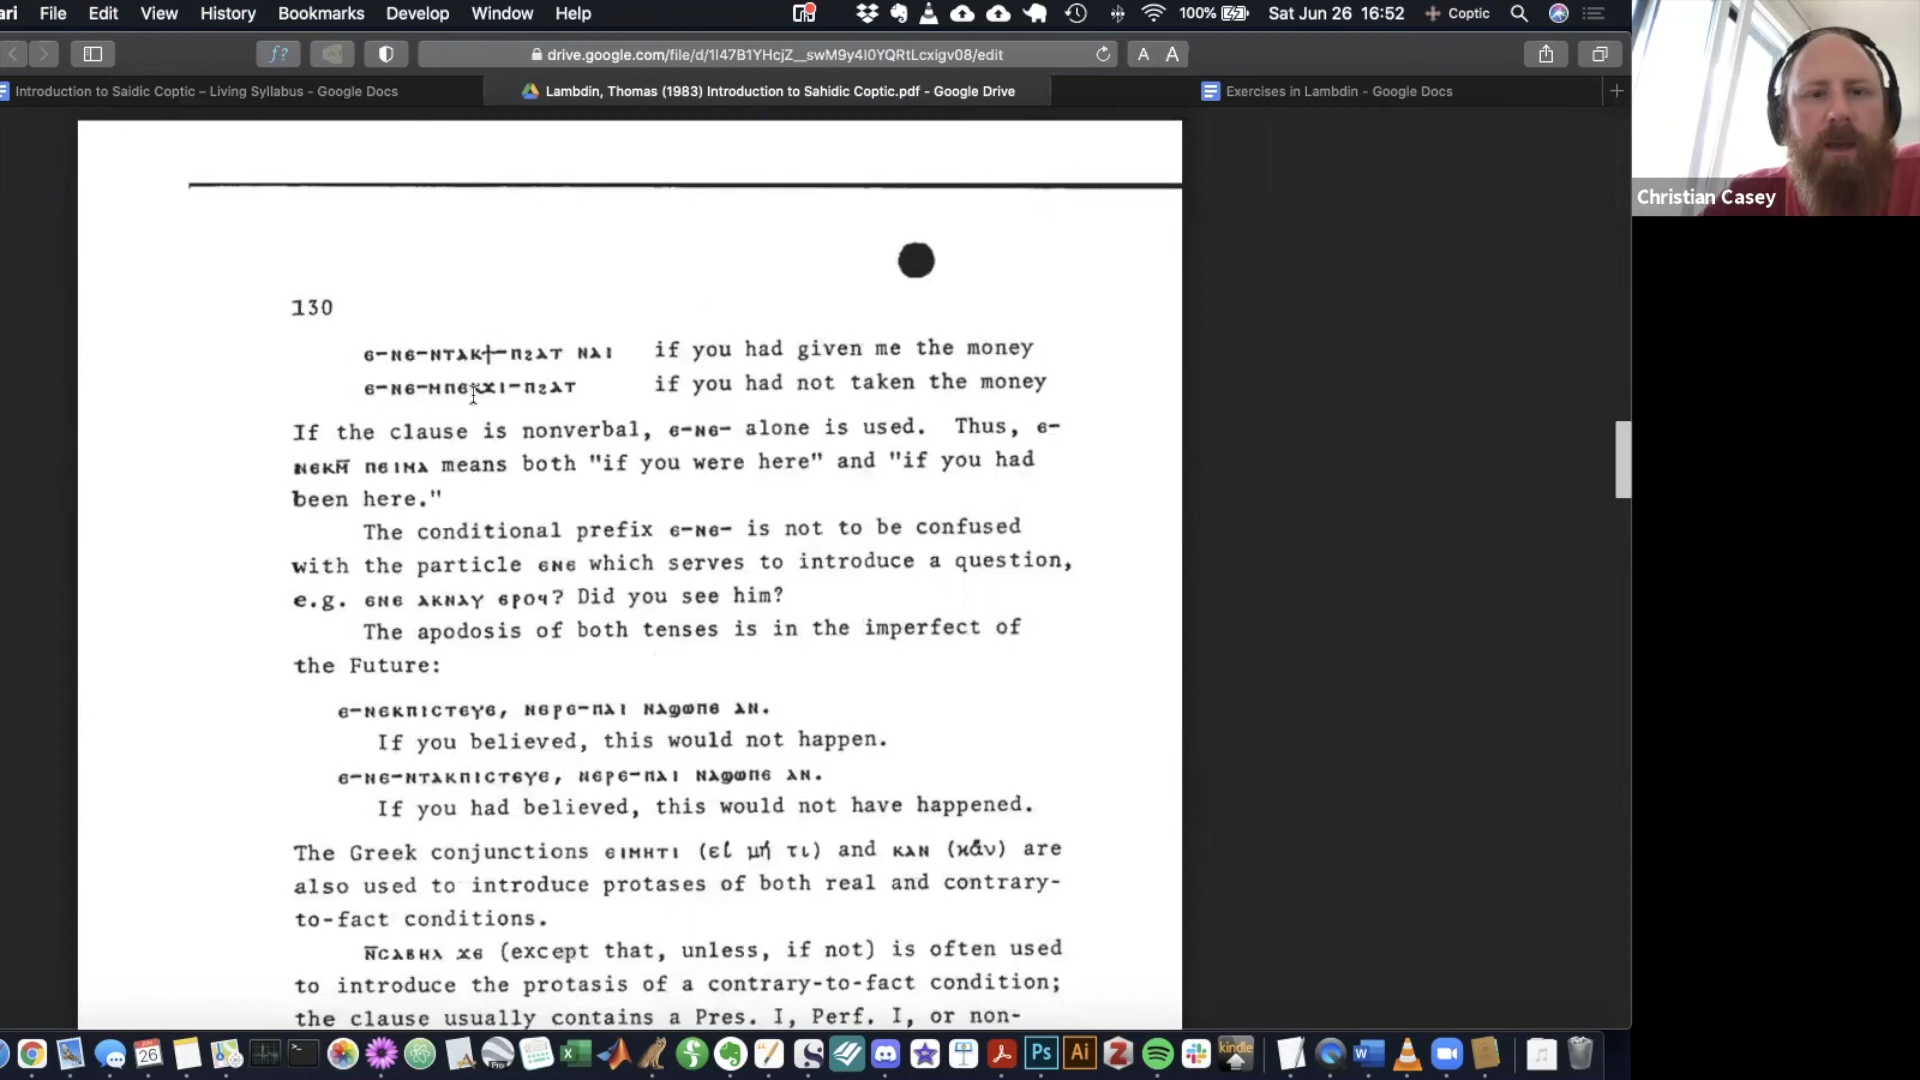 ari File Edit View History Bookmarks Develop Window Help 100% Sat Jun 26 16:52 Coptic
drive.google.com/file/d/1I47B1YHcjZ__swM9y4I0YQRtLcxigv08/edit
Introduction to Saidic Coptic – Living Syllabus - Google Docs
Lambdin, Thomas (1983) Introduction to Sahidic Coptic.pdf - Google Drive
Exercises in Lambdin - Google Docs
Christian Casey
130
ⲉ-ⲛⲉ-ⲛⲧⲁⲕϯ-ⲡϩⲁⲧ ⲛⲁⲓ if you had given me the money
ⲉ-ⲛⲉ-ⲙⲡⲉⲕϫⲓ-ⲡϩⲁⲧ if you had not taken the money
If the clause is nonverbal, ⲉ-ⲛⲉ- alone is used. Thus, ⲉ-
ⲛⲉⲕⲙ̅ ⲡⲉⲓⲙⲁ means both "if you were here" and "if you had
been here."
The conditional prefix ⲉ-ⲛⲉ- is not to be confused
with the particle ⲉⲛⲉ which serves to introduce a question,
e.g. ⲉⲛⲉ ⲁⲕⲛⲁⲩ ⲉⲣⲟϥ? Did you see him?
The apodosis of both tenses is in the imperfect of
the Future:
ⲉ-ⲛⲉⲕⲡⲓⲥⲧⲉⲩⲉ, ⲛⲉⲣⲉ-ⲡⲁⲓ ⲛⲁϣⲱⲡⲉ ⲁⲛ.
If you believed, this would not happen.
ⲉ-ⲛⲉ-ⲛⲧⲁⲕⲡⲓⲥⲧⲉⲩⲉ, ⲛⲉⲣⲉ-ⲡⲁⲓ ⲛⲁϣⲱⲡⲉ ⲁⲛ.
If you had believed, this would not have happened.
The Greek conjunctions ⲉⲓⲙⲏⲧⲓ (εἰ μή τι) and ⲕⲁⲛ (κἄν) are
also used to introduce protases of both real and contrary-
to-fact conditions.
ⲛ̅ⲥⲁⲃⲏⲗ ϫⲉ (except that, unless, if not) is often used
to introduce the protasis of a contrary-to-fact condition;
the clause usually contains a Pres. I, Perf. I, or non-